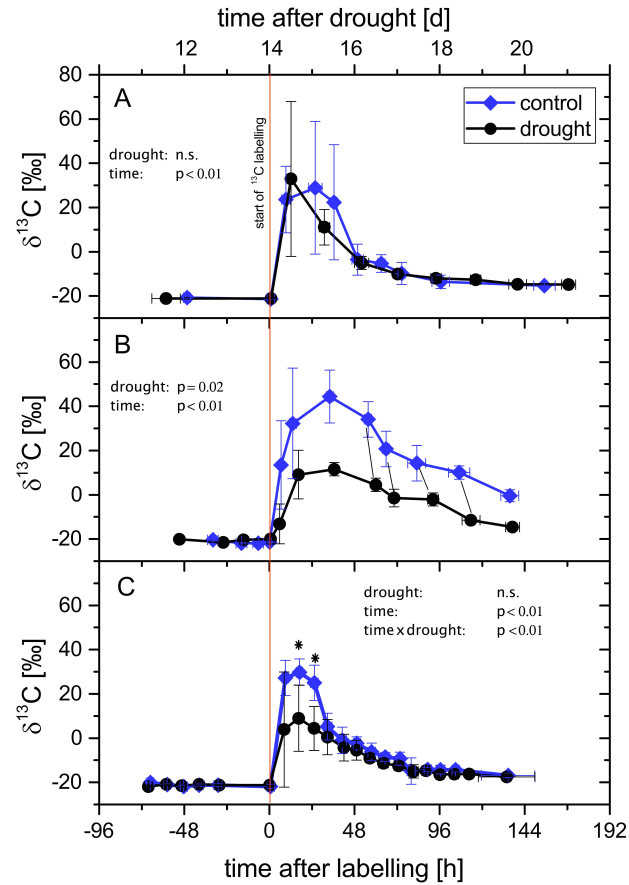 time after drought [d]
12 14 16 18 20
80
60
40
20
0
-20
δ¹³C [‰]
A
control
drought
drought: n.s.
time: p < 0.01
start of ¹³C labelling
60
40
20
0
-20
δ¹³C [‰]
B
drought: p = 0.02
time: p < 0.01
60
40
20
0
-20
δ¹³C [‰]
C
drought: n.s.
time: p < 0.01
time x drought: p < 0.01
* *
-96 -48 0 48 96 144 192
time after labelling [h]